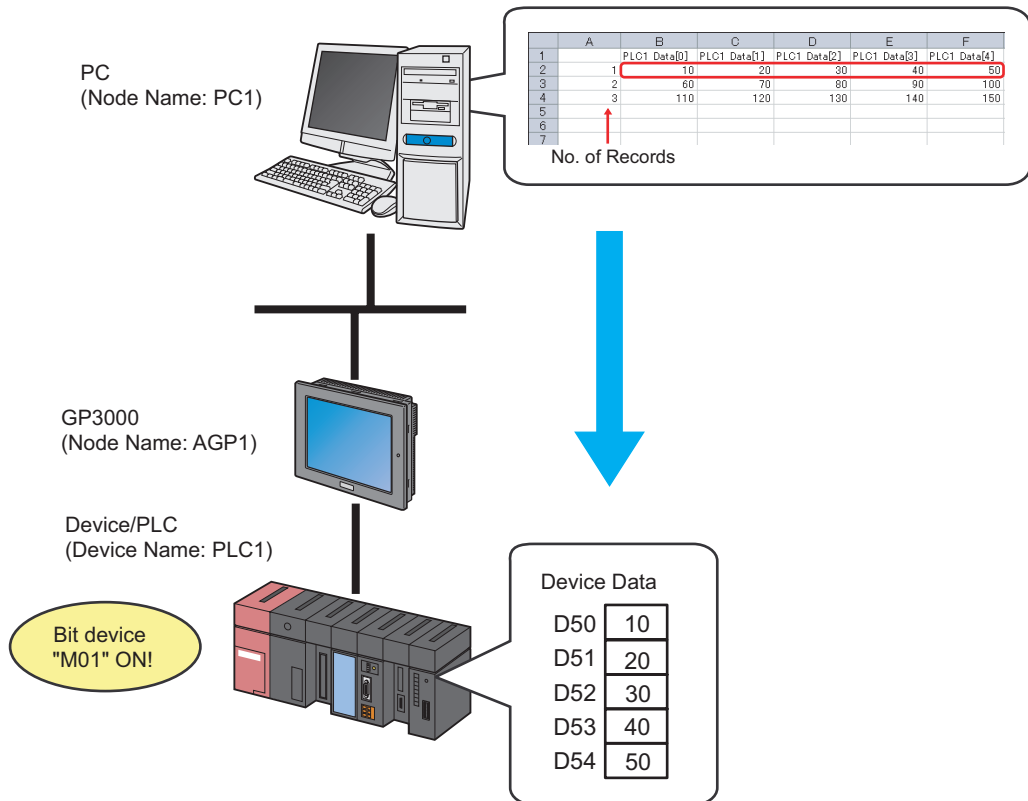 PC
(Node Name: PC1)
A B C D E F
1 PLC1 Data[0] PLC1 Data[1] PLC1 Data[2] PLC1 Data[3] PLC1 Data[4]
2 1 10 20 30 40 50
3 2 60 70 80 90 100
4 3 110 120 130 140 150
5
6
7
No. of Records
GP3000
(Node Name: AGP1)
Device/PLC
(Device Name: PLC1)
Bit device
"M01" ON!
Device Data
D50 10
D51 20
D52 30
D53 40
D54 50